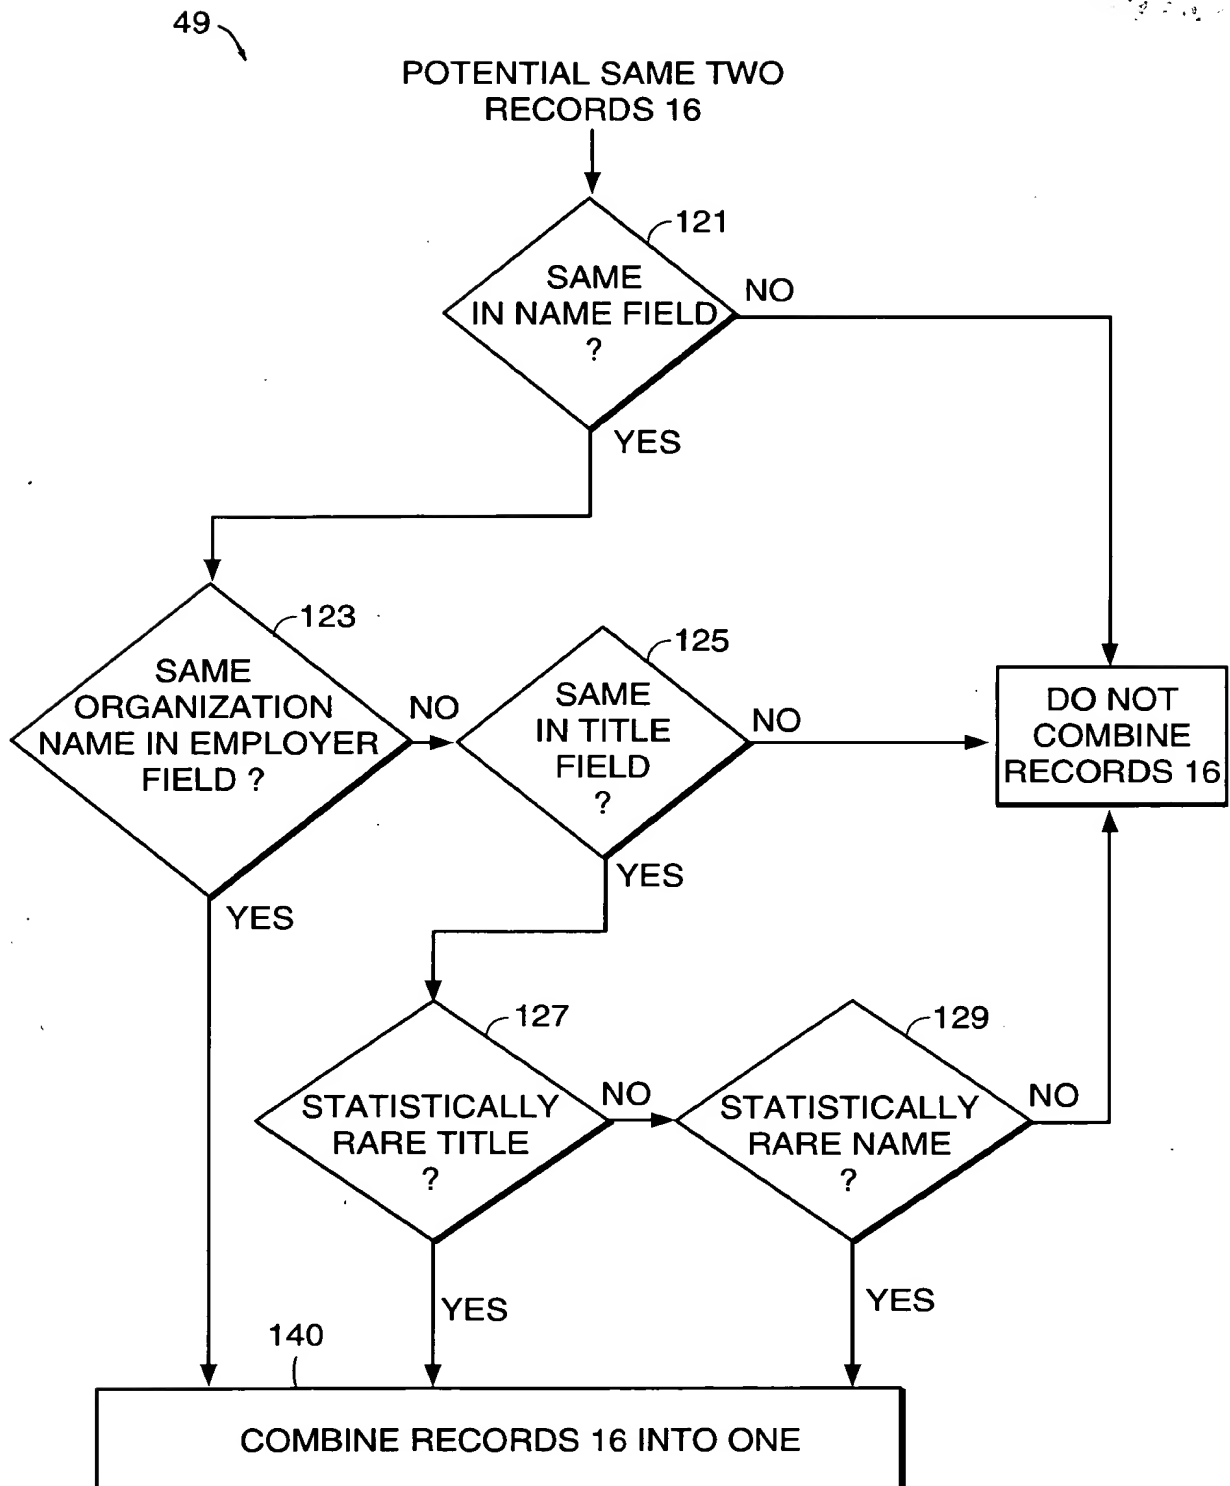 49
POTENTIAL SAME TWO
RECORDS 16
121
SAME
IN NAME FIELD
?
NO
YES
123
SAME
ORGANIZATION
NAME IN EMPLOYER
FIELD ?
NO
YES
125
SAME
IN TITLE
FIELD
?
NO
YES
DO NOT
COMBINE
RECORDS 16
127
STATISTICALLY
RARE TITLE
?
NO
YES
129
STATISTICALLY
RARE NAME
?
NO
YES
140
COMBINE RECORDS 16 INTO ONE